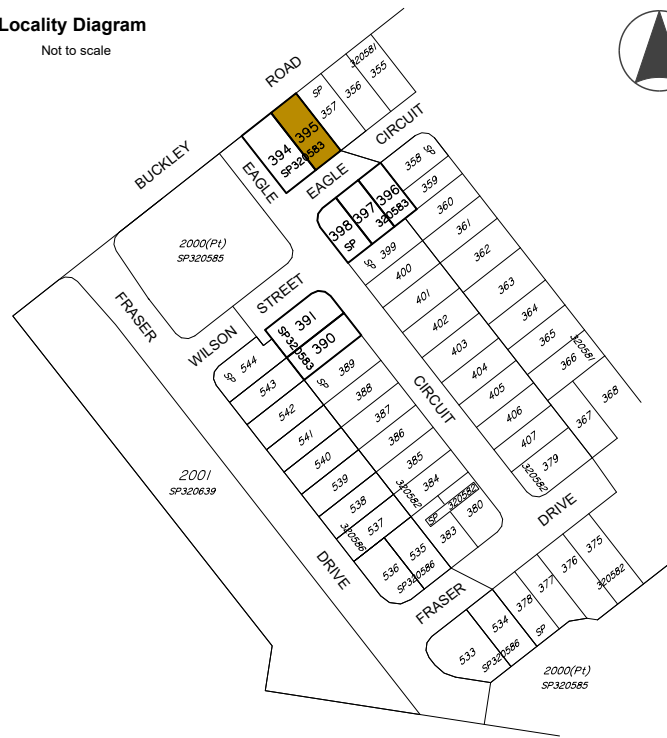 Locality Diagram
Not to scale
BUCKLEY
ROAD
SP
320581
357
356
355
394
395
SP320583
EAGLE
EAGLE
CIRCUIT
358
SP
359
360
361
362
363
364
365
366
320581
367
368
398
397
396
SP
320583
SP
399
400
401
402
403
404
405
406
407
379
320582
2000(Pt)
SP320585
FRASER
WILSON
STREET
391
SP320583
390
SP
544
543
542
541
540
539
538
537
320586
536
535
SP320586
SP
389
388
387
386
385
384
320582
SP 320582
383
380
CIRCUIT
2001
SP320639
DRIVE
DRIVE
FRASER
533
534
SP320586
378
377
376
375
SP
320582
2000(Pt)
SP320585